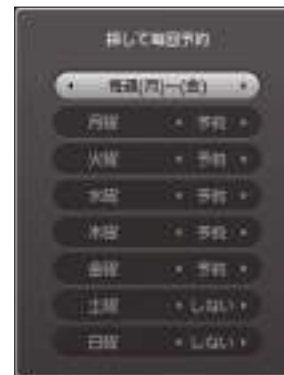 探して毎回予約
毎週(月)―(金)
月曜 予約
火曜 予約
水曜 予約
木曜 予約
金曜 予約
土曜 しない
日曜 しない